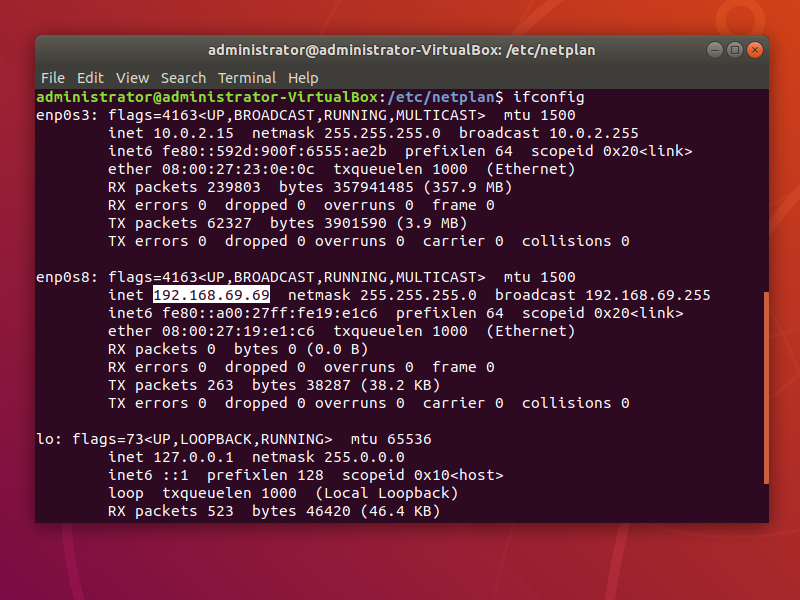 administrator@administrator-VirtualBox: /etc/netplan
File Edit View Search Terminal Help
administrator@administrator-VirtualBox:/etc/netplan$ ifconfig
enp0s3: flags=4163<UP,BROADCAST,RUNNING,MULTICAST>  mtu 1500
        inet 10.0.2.15  netmask 255.255.255.0  broadcast 10.0.2.255
        inet6 fe80::592d:900f:6555:ae2b  prefixlen 64  scopeid 0x20<link>
        ether 08:00:27:23:0e:0c  txqueuelen 1000  (Ethernet)
        RX packets 239803  bytes 357941485 (357.9 MB)
        RX errors 0  dropped 0  overruns 0  frame 0
        TX packets 62327  bytes 3901590 (3.9 MB)
        TX errors 0  dropped 0 overruns 0  carrier 0  collisions 0
enp0s8: flags=4163<UP,BROADCAST,RUNNING,MULTICAST>  mtu 1500
        inet 192.168.69.69  netmask 255.255.255.0  broadcast 192.168.69.255
        inet6 fe80::a00:27ff:fe19:e1c6  prefixlen 64  scopeid 0x20<link>
        ether 08:00:27:19:e1:c6  txqueuelen 1000  (Ethernet)
        RX packets 0  bytes 0 (0.0 B)
        RX errors 0  dropped 0  overruns 0  frame 0
        TX packets 263  bytes 38287 (38.2 KB)
        TX errors 0  dropped 0 overruns 0  carrier 0  collisions 0
lo: flags=73<UP,LOOPBACK,RUNNING>  mtu 65536
        inet 127.0.0.1  netmask 255.0.0.0
        inet6 ::1  prefixlen 128  scopeid 0x10<host>
        loop  txqueuelen 1000  (Local Loopback)
        RX packets 523  bytes 46420 (46.4 KB)